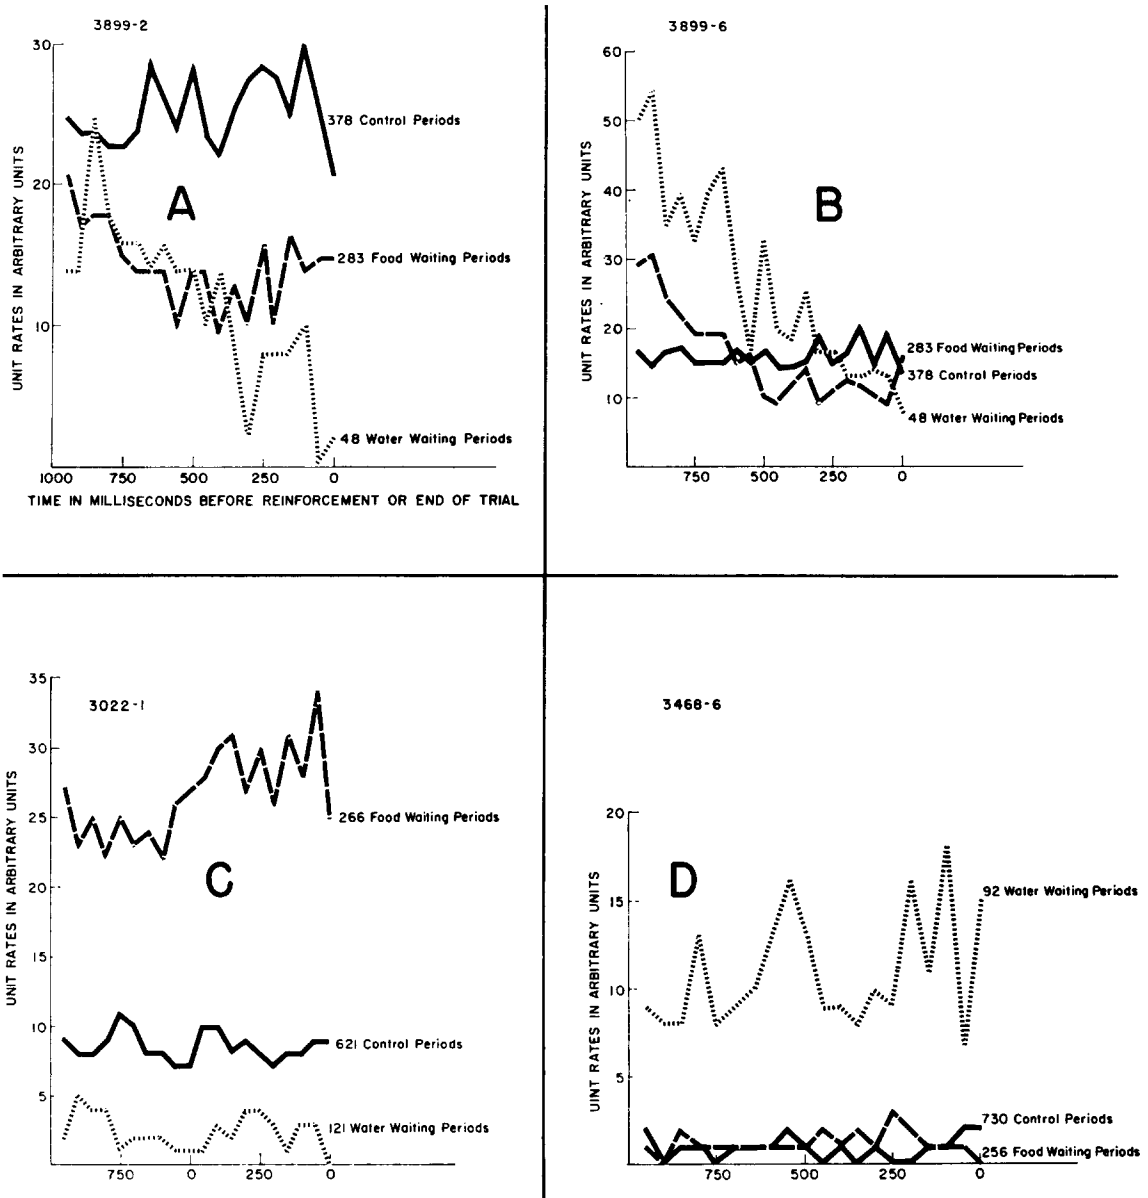 3899-2
30
20
10
UNIT RATES IN ARBITRARY UNITS
A
378 Control Periods
283 Food Waiting Periods
48 Water Waiting Periods
1000 750 500 250 0
TIME IN MILLISECONDS BEFORE REINFORCEMENT OR END OF TRIAL
3899-6
60
50
40
30
20
10
UNIT RATES IN ARBITRARY UNITS
B
283 Food Waiting Periods
378 Control Periods
48 Water Waiting Periods
750 500 250 0
3022-1
35
30
25
20
15
10
5
UNIT RATES IN ARBITRARY UNITS
C
266 Food Waiting Periods
621 Control Periods
121 Water Waiting Periods
750 0 250 0
3468-6
20
15
10
5
UINT RATES IN ARBITRARY UNITS
D
92 Water Waiting Periods
730 Control Periods
256 Food Waiting Periods
750 500 250 0